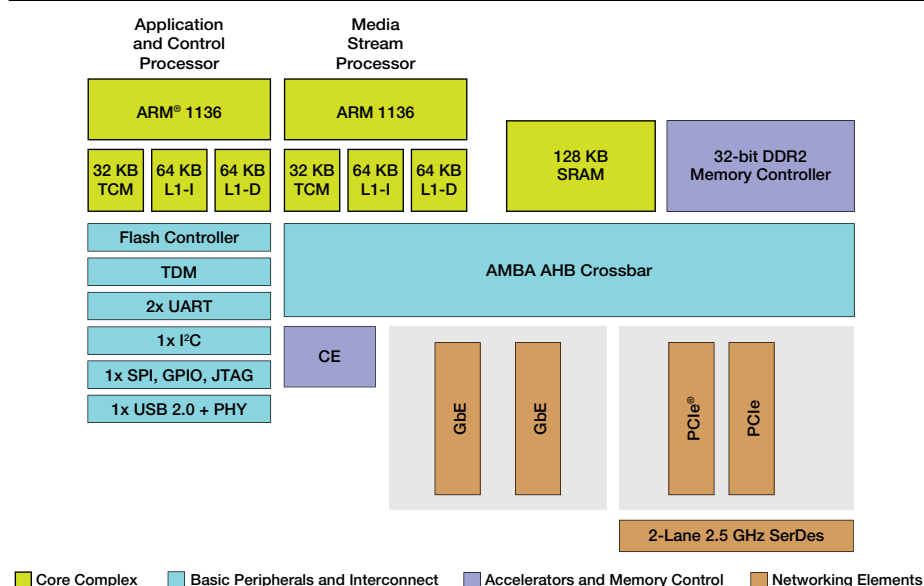 Application
and Control
Processor
Media
Stream
Processor
ARM® 1136
ARM 1136
32 KB
TCM
64 KB
L1-I
64 KB
L1-D
32 KB
TCM
64 KB
L1-I
64 KB
L1-D
128 KB
SRAM
32-bit DDR2
Memory Controller
Flash Controller
TDM
2x UART
1x I²C
1x SPI, GPIO, JTAG
1x USB 2.0 + PHY
AMBA AHB Crossbar
CE
GbE
GbE
PCIe®
PCIe
2-Lane 2.5 GHz SerDes
Core Complex
Basic Peripherals and Interconnect
Accelerators and Memory Control
Networking Elements